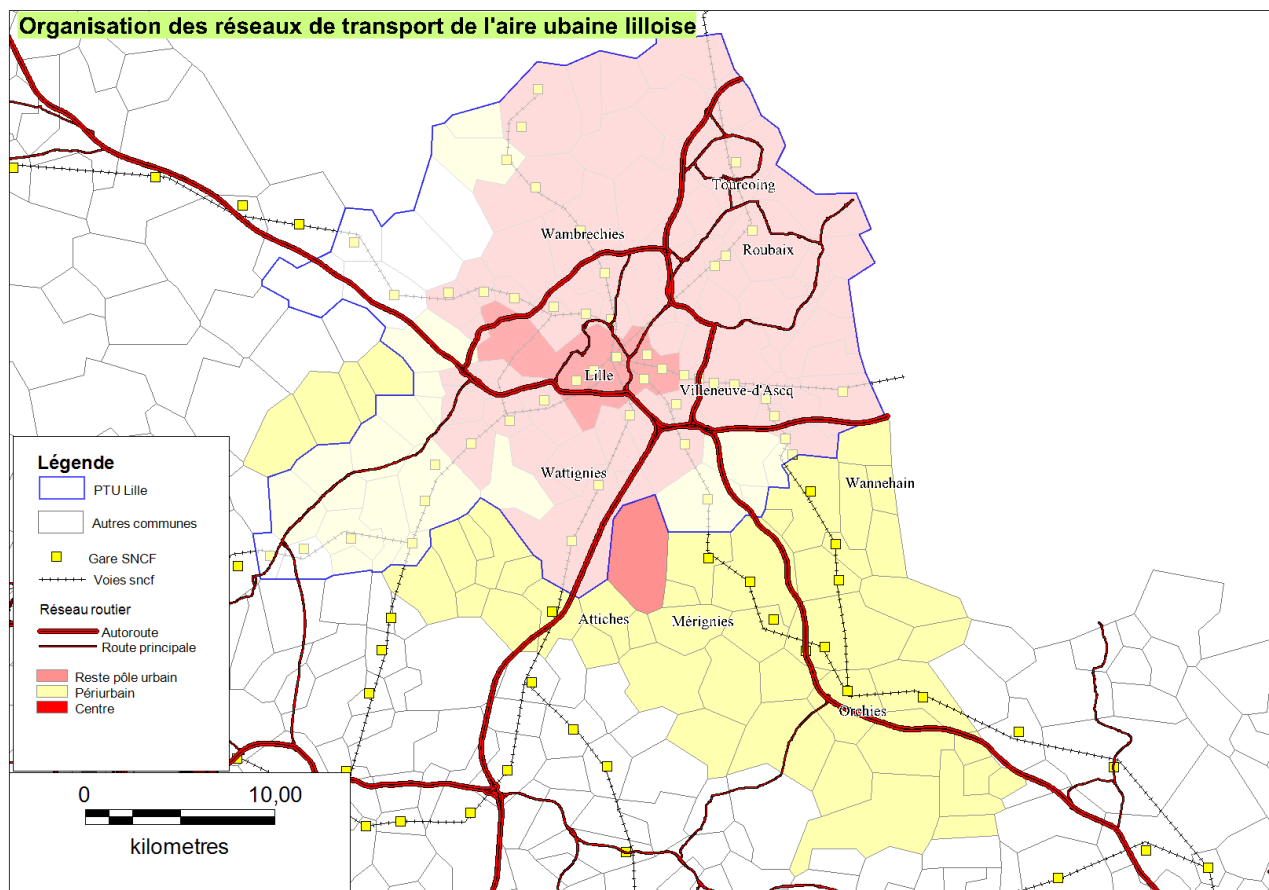 Organisation des réseaux de transport de l'aire ubaine lilloise
Tourcoing
Wambrechies
Roubaix
Lille
Villeneuve-d'Ascq
Wattignies
Wannehain
Attiches
Mérignies
Orchies
Légende
PTU Lille
Autres communes
Gare SNCF
Voies sncf
Réseau routier
Autoroute
Route principale
Reste pôle urbain
Périurbain
Centre
0 10,00
kilometres